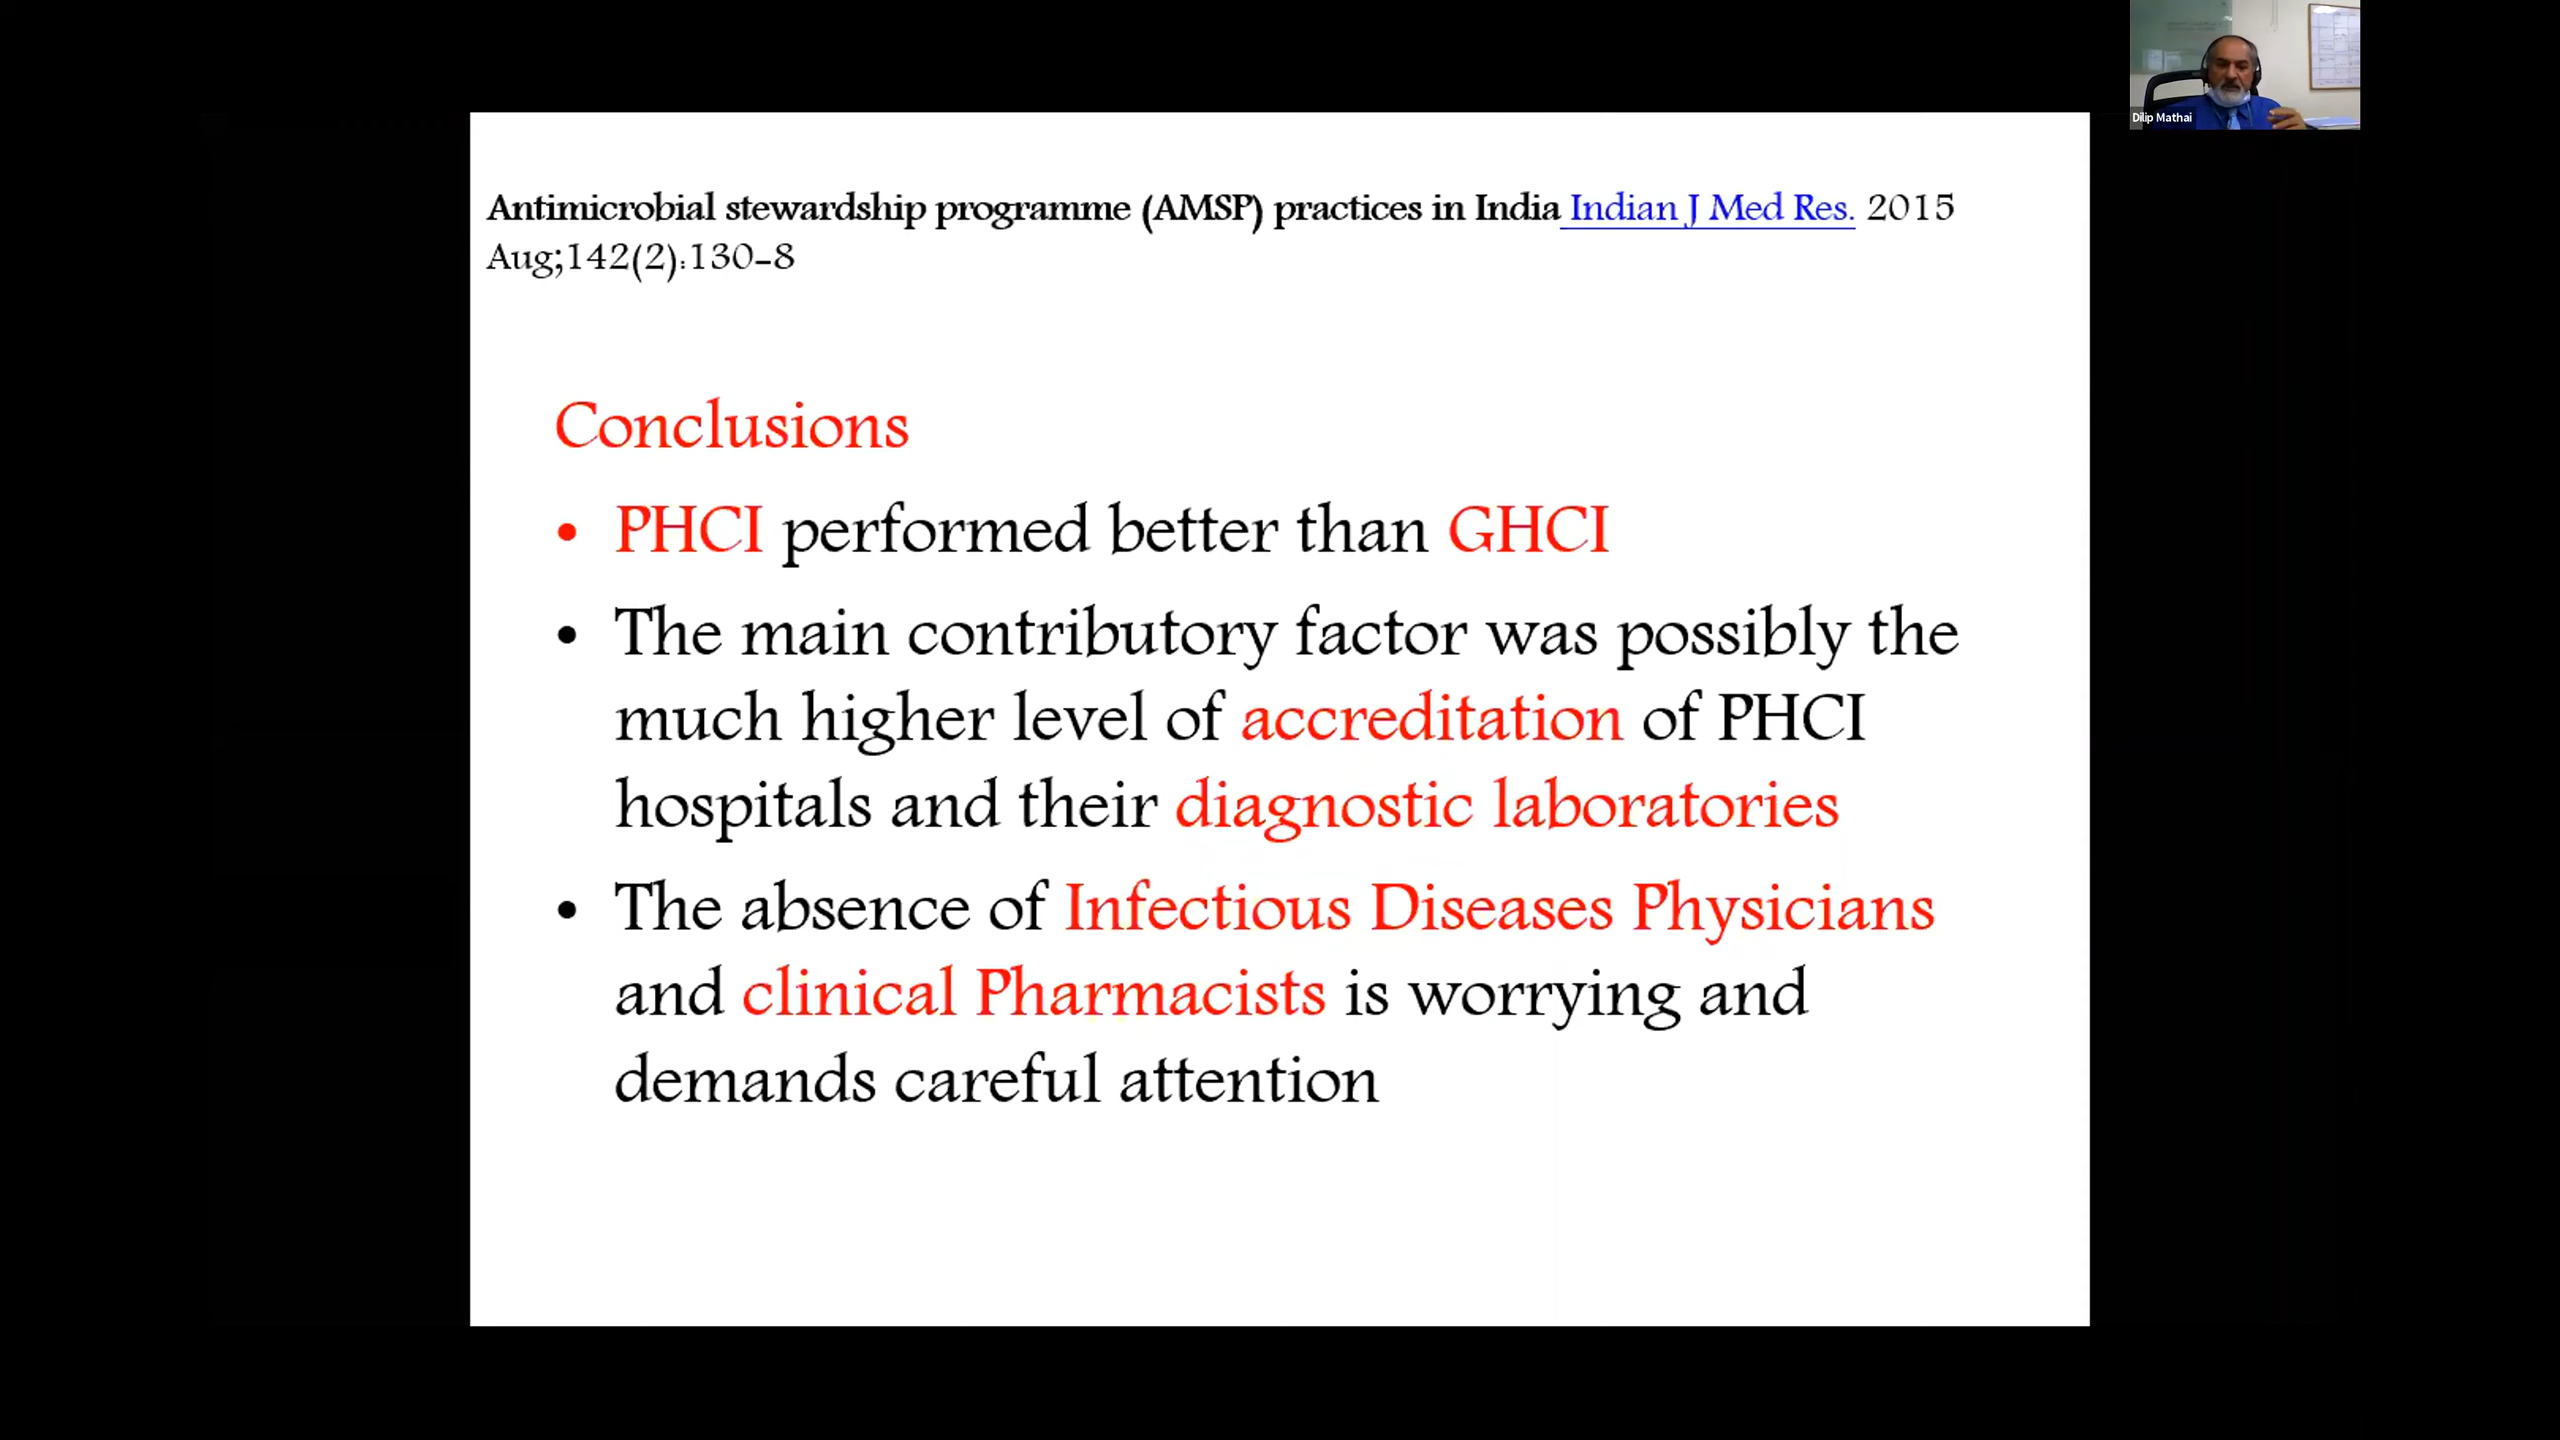 Antimicrobial stewardship programme (AMSP) practices in India Indian J Med Res. 2015
Aug;142(2):130-8
Conclusions
• PHCI performed better than GHCI
• The main contributory factor was possibly the
much higher level of accreditation of PHCI
hospitals and their diagnostic laboratories
• The absence of Infectious Diseases Physicians
and clinical Pharmacists is worrying and
demands careful attention
Dilip Mathai